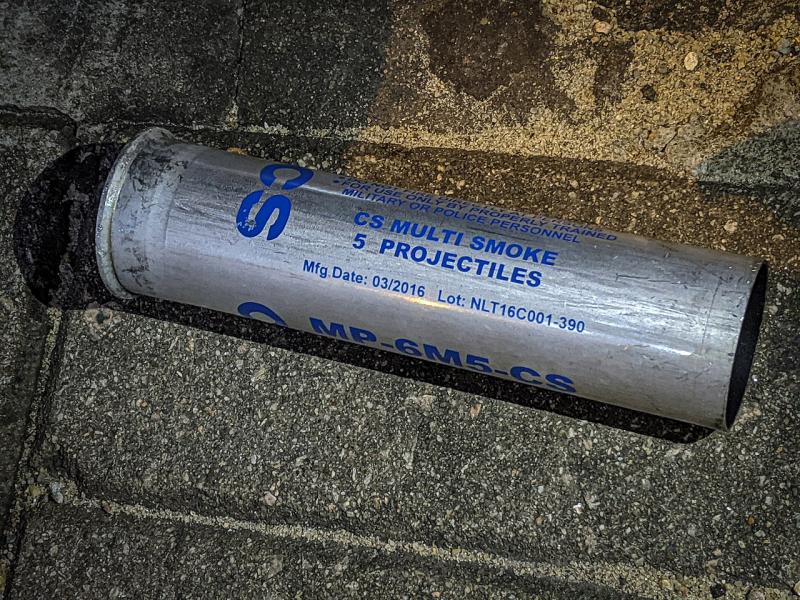 CS
FOR USE ONLY BY PROPERLY TRAINED
MILITARY OR POLICE PERSONNEL
CS MULTI SMOKE
5 PROJECTILES
Mfg.Date: 03/2016 Lot: NLT16C001-390
MP-6M5-CS